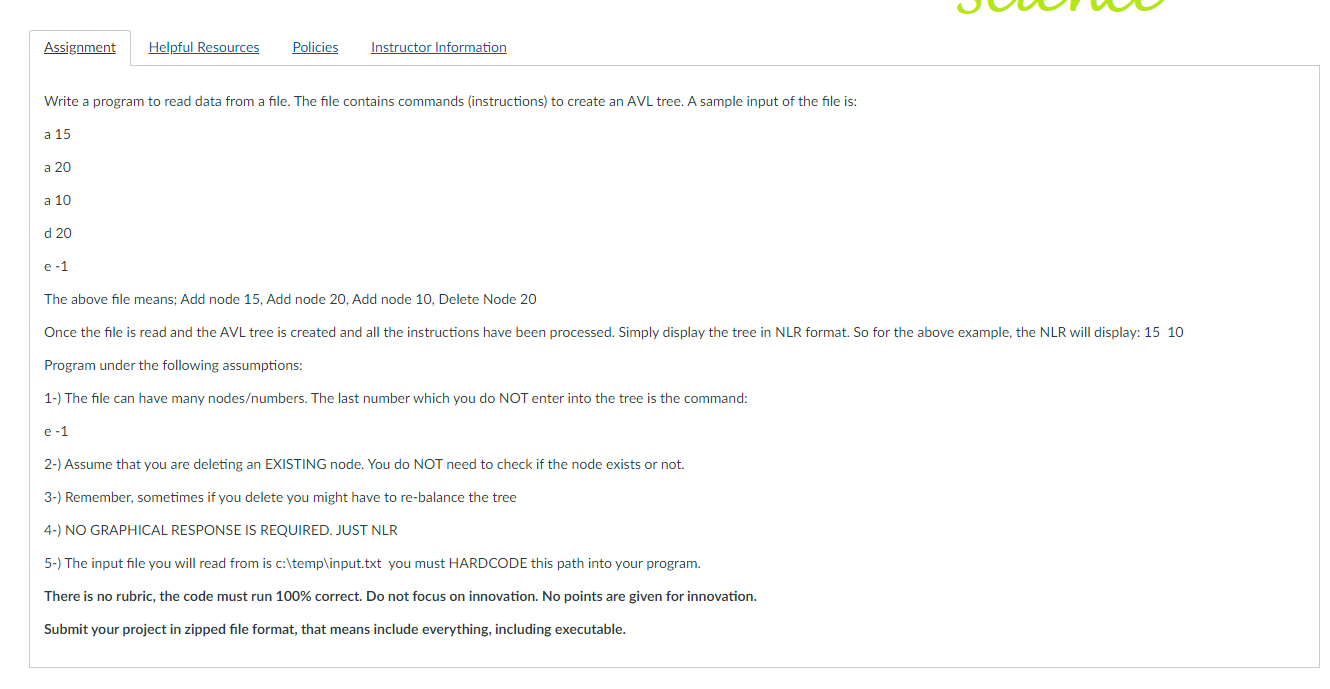 science
Assignment Helpful Resources Policies Instructor Information
Write a program to read data from a file. The file contains commands (instructions) to create an AVL tree. A sample input of the file is:
a 15
a 20
a 10
d 20
e -1
The above file means; Add node 15, Add node 20, Add node 10, Delete Node 20
Once the file is read and the AVL tree is created and all the instructions have been processed. Simply display the tree in NLR format. So for the above example, the NLR will display: 15 10
Program under the following assumptions:
1-) The file can have many nodes/numbers. The last number which you do NOT enter into the tree is the command:
e -1
2-) Assume that you are deleting an EXISTING node. You do NOT need to check if the node exists or not.
3-) Remember, sometimes if you delete you might have to re-balance the tree
4-) NO GRAPHICAL RESPONSE IS REQUIRED. JUST NLR
5-) The input file you will read from is c:\temp\input.txt you must HARDCODE this path into your program.
There is no rubric, the code must run 100% correct. Do not focus on innovation. No points are given for innovation.
Submit your project in zipped file format, that means include everything, including executable.